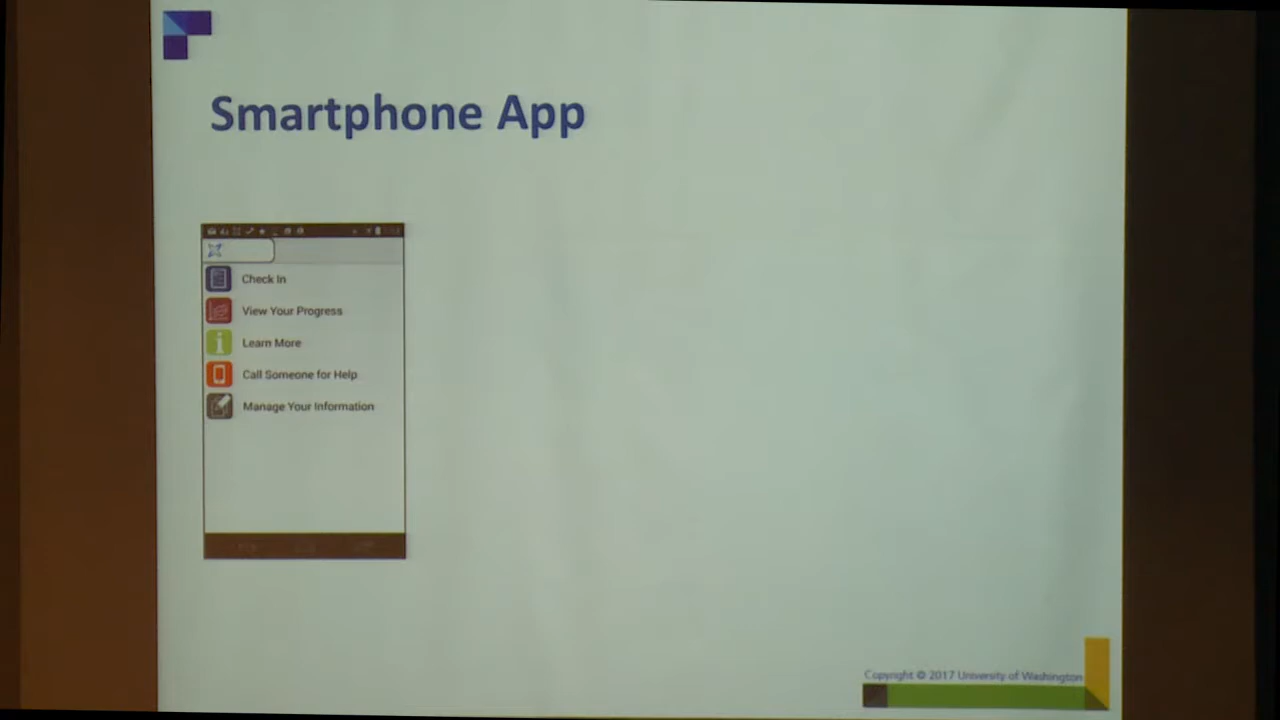 Smartphone App
Check In
View Your Progress
Learn More
Call Someone for Help
Manage Your Information
Copyright © 2017 University of Washington